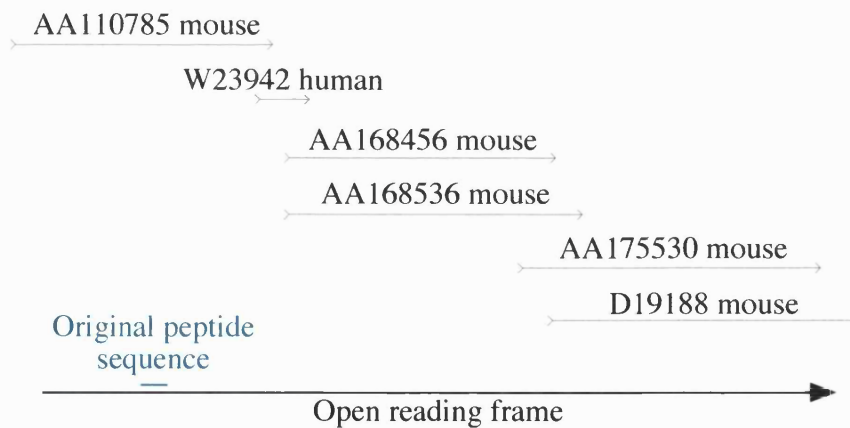 AA110785 mouse
W23942 human
AA168456 mouse
AA168536 mouse
AA175530 mouse
D19188 mouse
Original peptide
sequence
Open reading frame